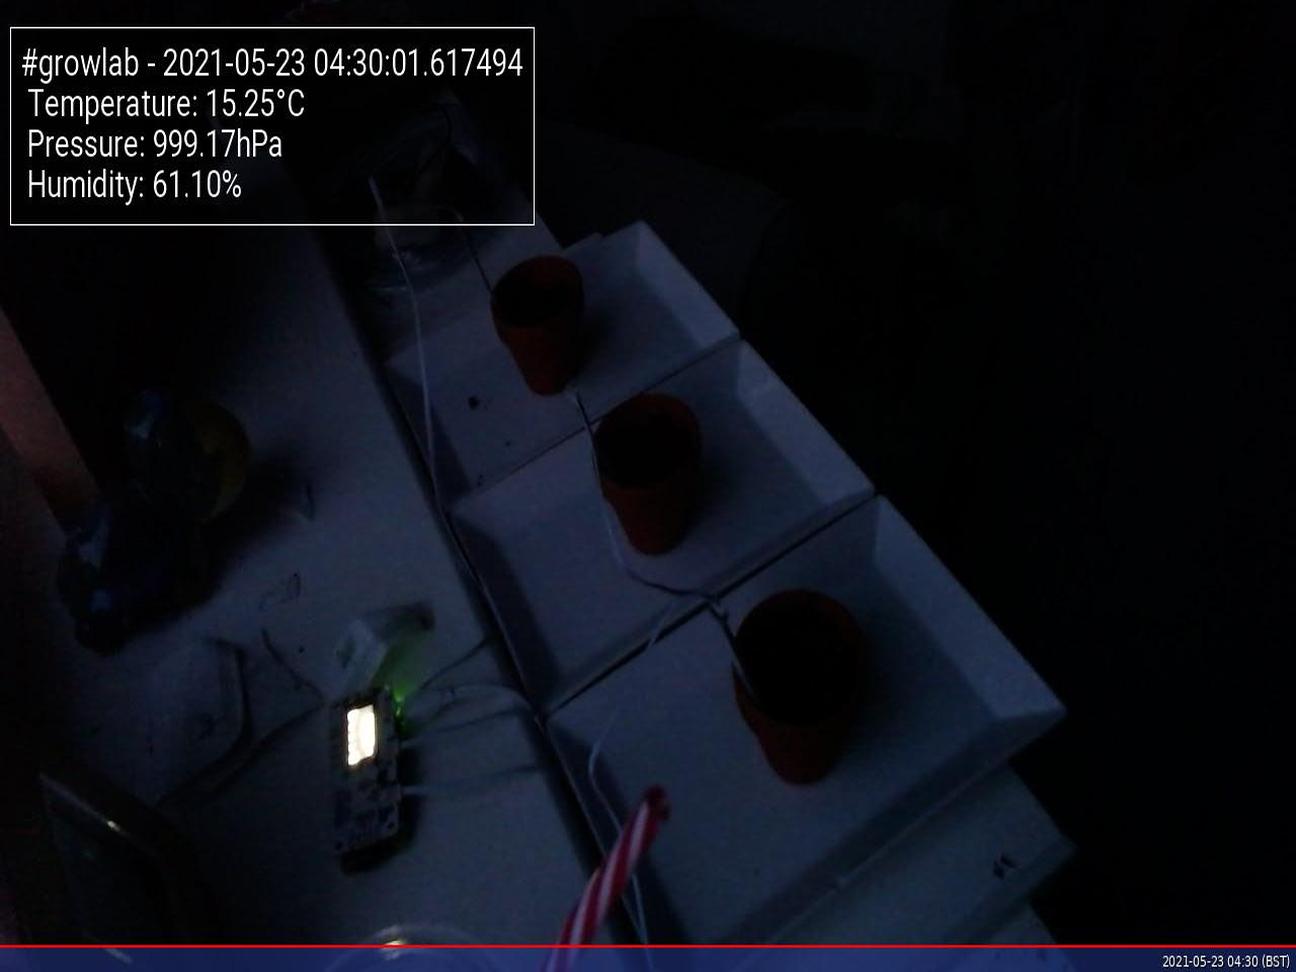 #growlab - 2021-05-23 04:30:01.617494
Temperature: 15.25°C
Pressure: 999.17hPa
Humidity: 61.10%
2021-05-23 04:30 (BST)